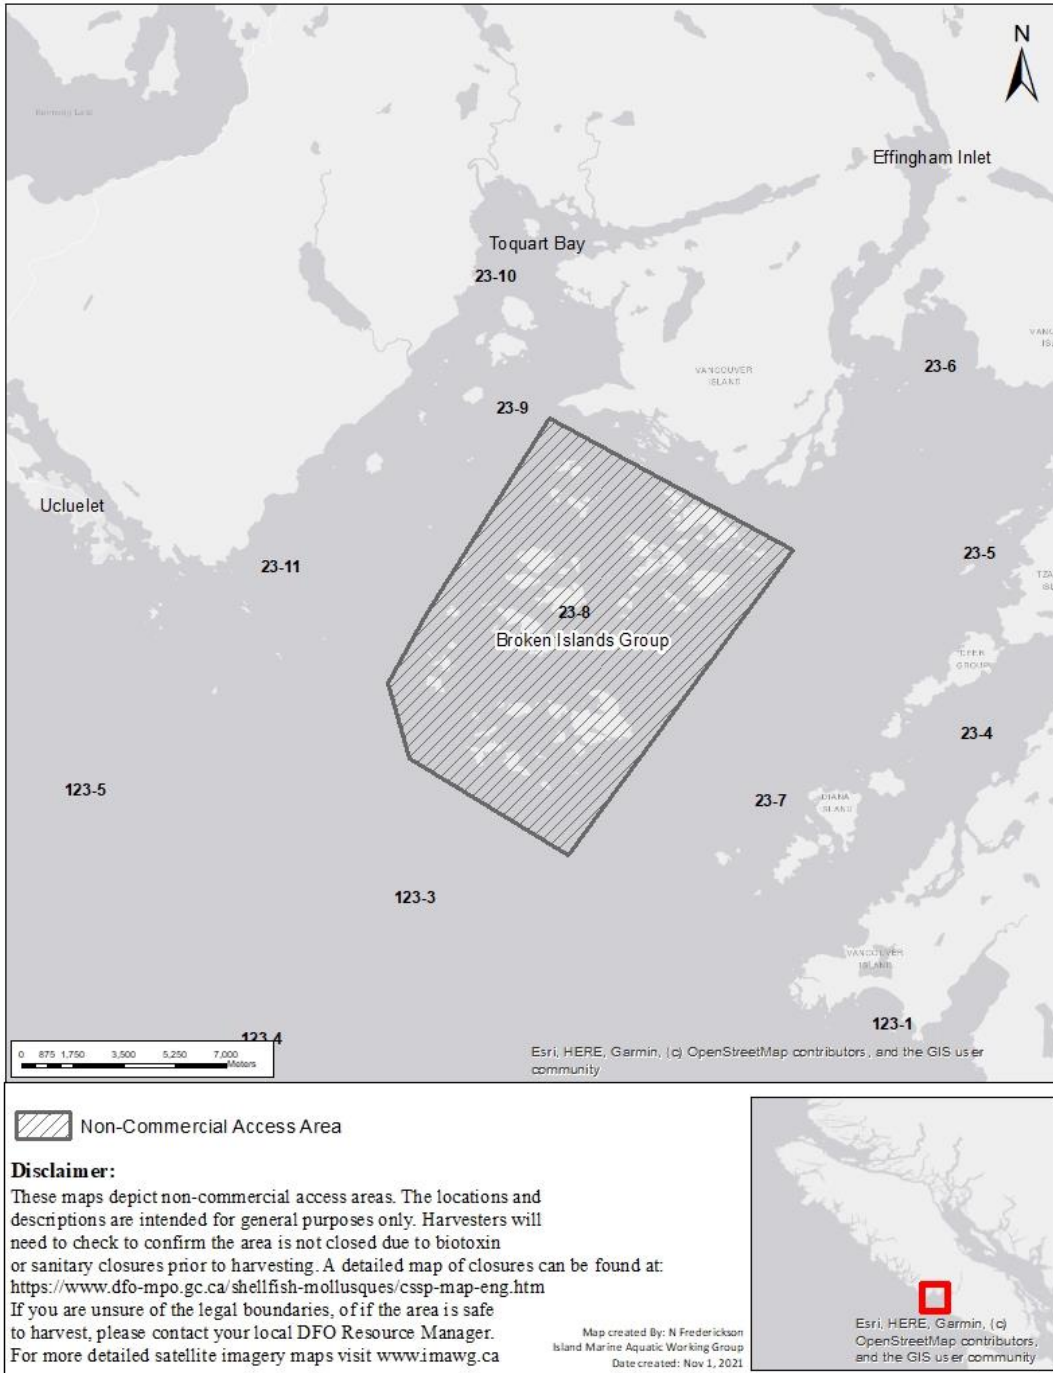 N
Kennedy Lake
Effingham Inlet
Toquart Bay
23-10
VANCOUVER
ISLAND
23-6
23-9
Ucluelet
23-11
23-5
23-8
Broken Islands Group
DEER
GROUP
23-4
123-5
23-7
DIANA
ISLAND
123-3
VANCOUVER
ISLAND
123-1
123-4
0 875 1,750 3,500 5,250 7,000
Meters
Esri, HERE, Garmin, (c) OpenStreetMap contributors, and the GIS user
community
Non-Commercial Access Area
Disclaimer:
These maps depict non-commercial access areas. The locations and
descriptions are intended for general purposes only. Harvesters will
need to check to confirm the area is not closed due to biotoxin
or sanitary closures prior to harvesting. A detailed map of closures can be found at:
https://www.dfo-mpo.gc.ca/shellfish-mollusques/cssp-map-eng.htm
If you are unsure of the legal boundaries, of if the area is safe
to harvest, please contact your local DFO Resource Manager.
For more detailed satellite imagery maps visit www.imawg.ca
Map created By: N Frederickson
Island Marine Aquatic Working Group
Date created: Nov 1, 2021
Esri, HERE, Garmin, (c)
OpenStreetMap contributors,
and the GIS user community